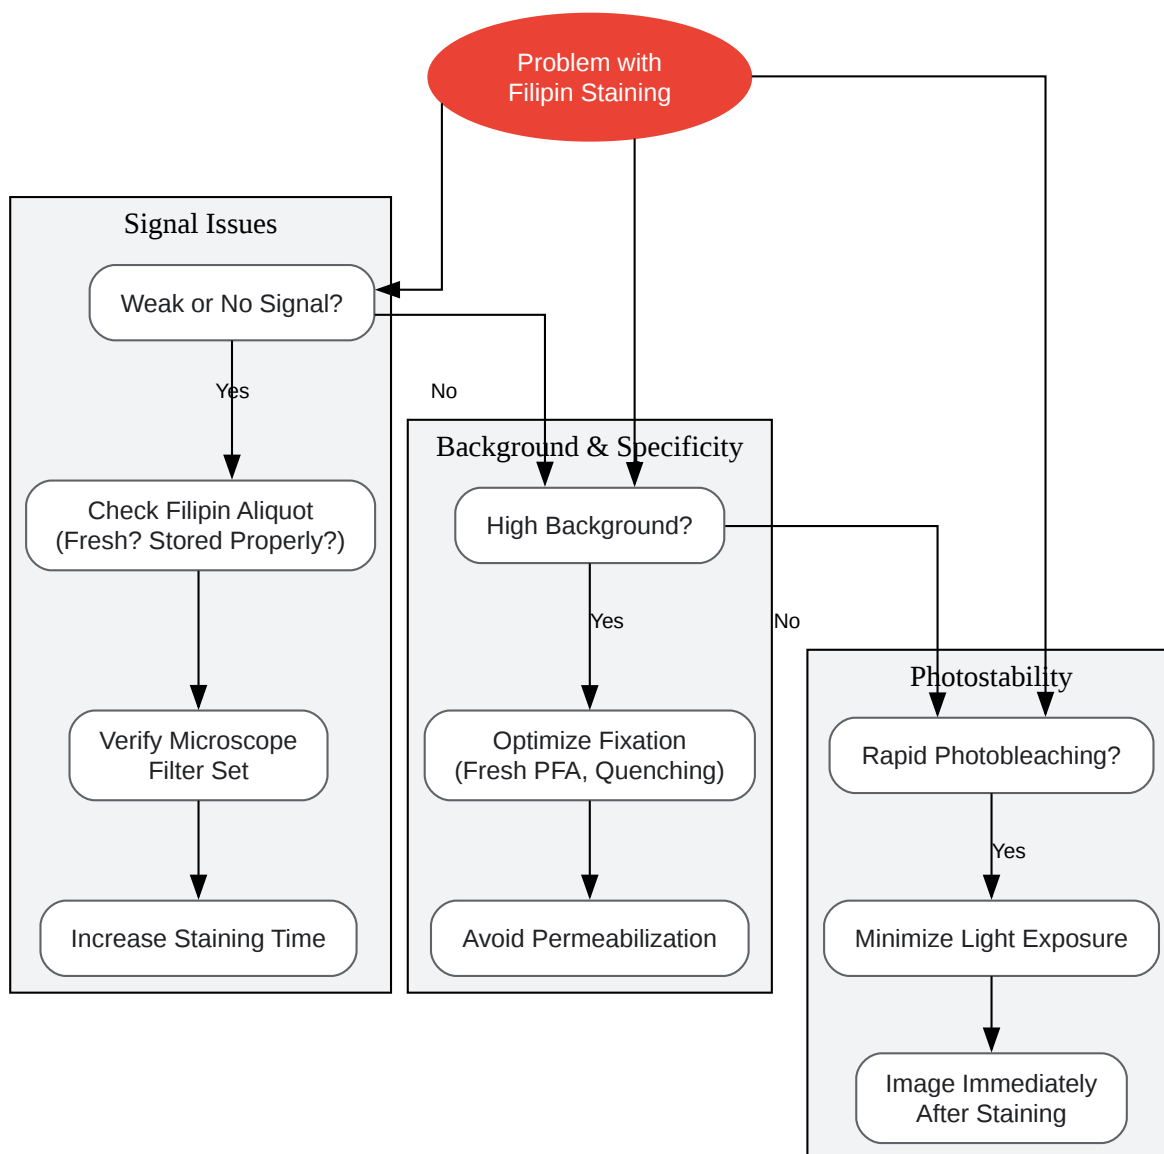 Problem with
Filipin Staining
Signal Issues
Weak or No Signal?
Yes
No
Check Filipin Aliquot
(Fresh? Stored Properly?)
Verify Microscope
Filter Set
Increase Staining Time
Background & Specificity
High Background?
Yes
No
Optimize Fixation
(Fresh PFA, Quenching)
Avoid Permeabilization
Photostability
Rapid Photobleaching?
Yes
Minimize Light Exposure
Image Immediately
After Staining